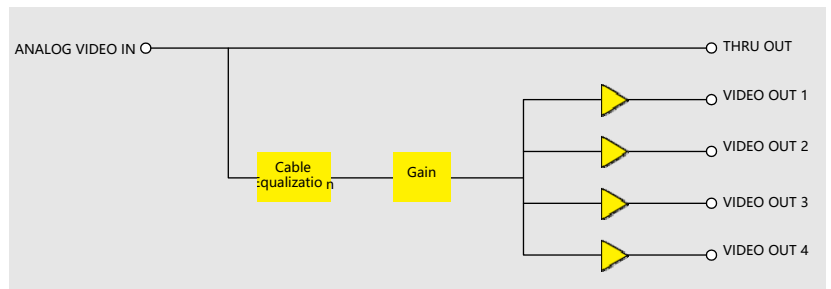 ANALOG VIDEO IN
THRU OUT
VIDEO OUT 1
VIDEO OUT 2
Cable
Equalization
Gain
VIDEO OUT 3
VIDEO OUT 4